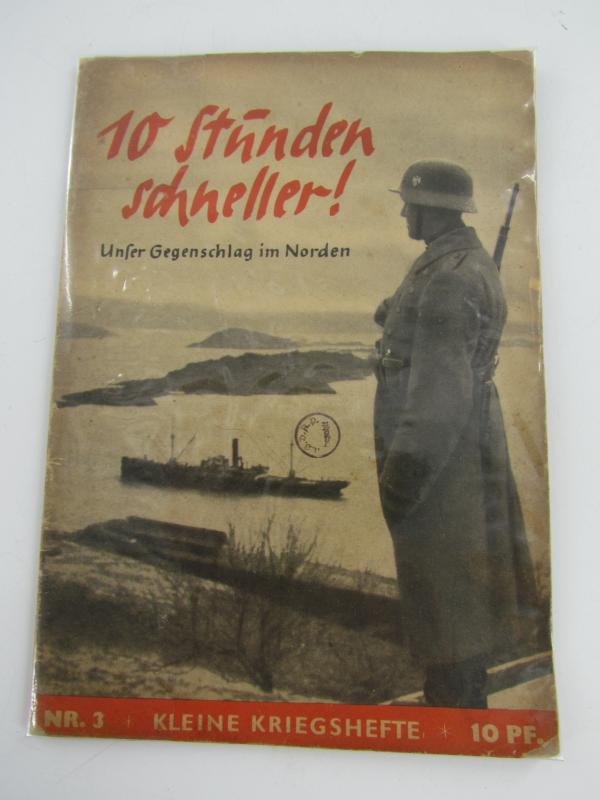 10 Stunden
schneller!
Unser Gegenschlag im Norden
NR. 3 * KLEINE KRIEGSHEFTE * 10 PF.